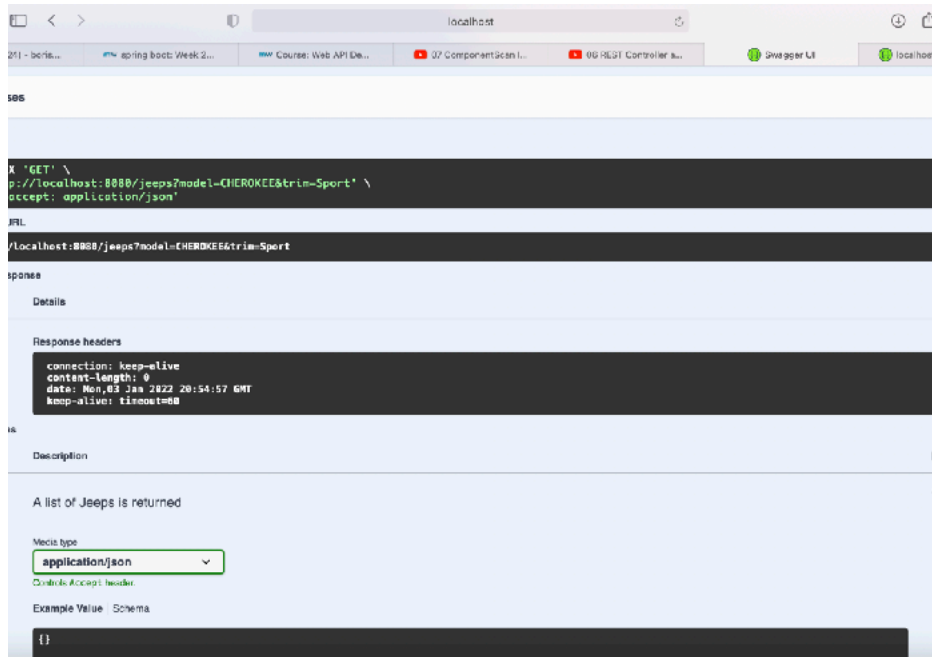 localhost
spring boot: Week 2...
Course: Web API De...
07 ComponentScan I...
06 REST Controller a...
Swagger UI
localhos
ses
X 'GET' \
p://localhost:8080/jeeps?model=CHEROKEE&trim=Sport' \
accept: application/json'
URL
/localhost:8080/jeeps?model=CHEROKEE&trim=Sport
sponse
Details
Response headers
connection: keep-alive
content-length: 0
date: Mon,03 Jan 2022 20:54:57 GMT
keep-alive: timeout=60
es
Description
A list of Jeeps is returned
Media type
application/json
Controls Accept header.
Example Value Schema
{}